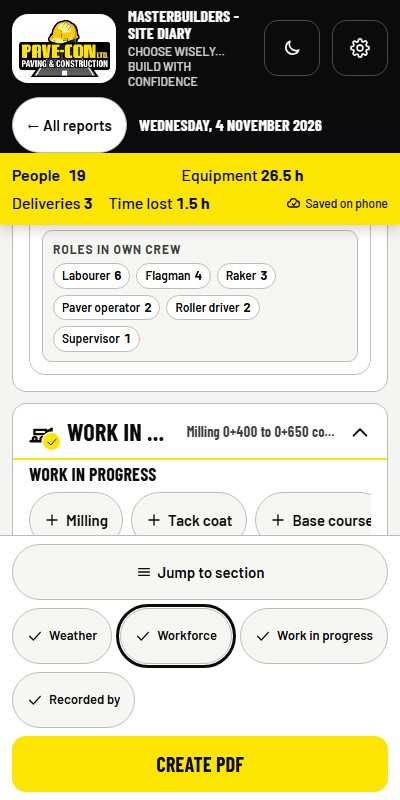 PAVE-CON LTD.
PAVING & CONSTRUCTION
MASTERBUILDERS -
SITE DIARY
CHOOSE WISELY...
BUILD WITH
CONFIDENCE
← All reports
WEDNESDAY, 4 NOVEMBER 2026
People 19
Equipment 26.5 h
Deliveries 3
Time lost 1.5 h
Saved on phone
ROLES IN OWN CREW
Labourer 6
Flagman 4
Raker 3
Paver operator 2
Roller driver 2
Supervisor 1
WORK IN ...
Milling 0+400 to 0+650 co...
WORK IN PROGRESS
+ Milling
+ Tack coat
+ Base course
Jump to section
Weather
Workforce
Work in progress
Recorded by
CREATE PDF